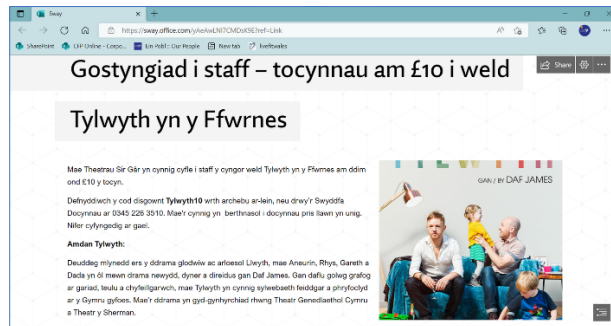 Sway
https://sway.office.com/yAeAwLNI7CMDsK9E?ref=Link
SharePoint
CFP Online - Corpo...
Ein Pobl :: Our People
New tab
liveftwales
Share
Gostyngiad i staff – tocynnau am £10 i weld
Tylwyth yn y Ffwrnes
Mae Theatrau Sir Gâr yn cynnig cyfle i staff y cyngor weld Tylwyth yn y Ffwrnes am ddim
ond £10 y tocyn.
Defnyddiwch y cod disgownt Tylwyth10 wrth archebu ar-lein, neu drwy'r Swyddfa
Docynnau ar 0345 226 3510. Mae'r cynnig yn berthnasol i docynnau pris llawn yn unig.
Nifer cyfyngedig ar gael.
Amdan Tylwyth:
Deuddeg mlynedd ers y ddrama glodwiw ac arloesol Llwyth, mae Aneurin, Rhys, Gareth a
Dada yn ôl mewn drama newydd, dyner a direidus gan Daf James. Gan daflu golwg grafog
ar gariad, teulu a chyfeillgarwch, mae Tylwyth yn cynnig sylwebaeth feiddgar a phryfoclyd
ar y Gymru gyfoes. Mae'r ddrama yn gyd-gynhyrchiad rhwng Theatr Genedlaethol Cymru
a Theatr y Sherman.
GAN / BY DAF JAMES